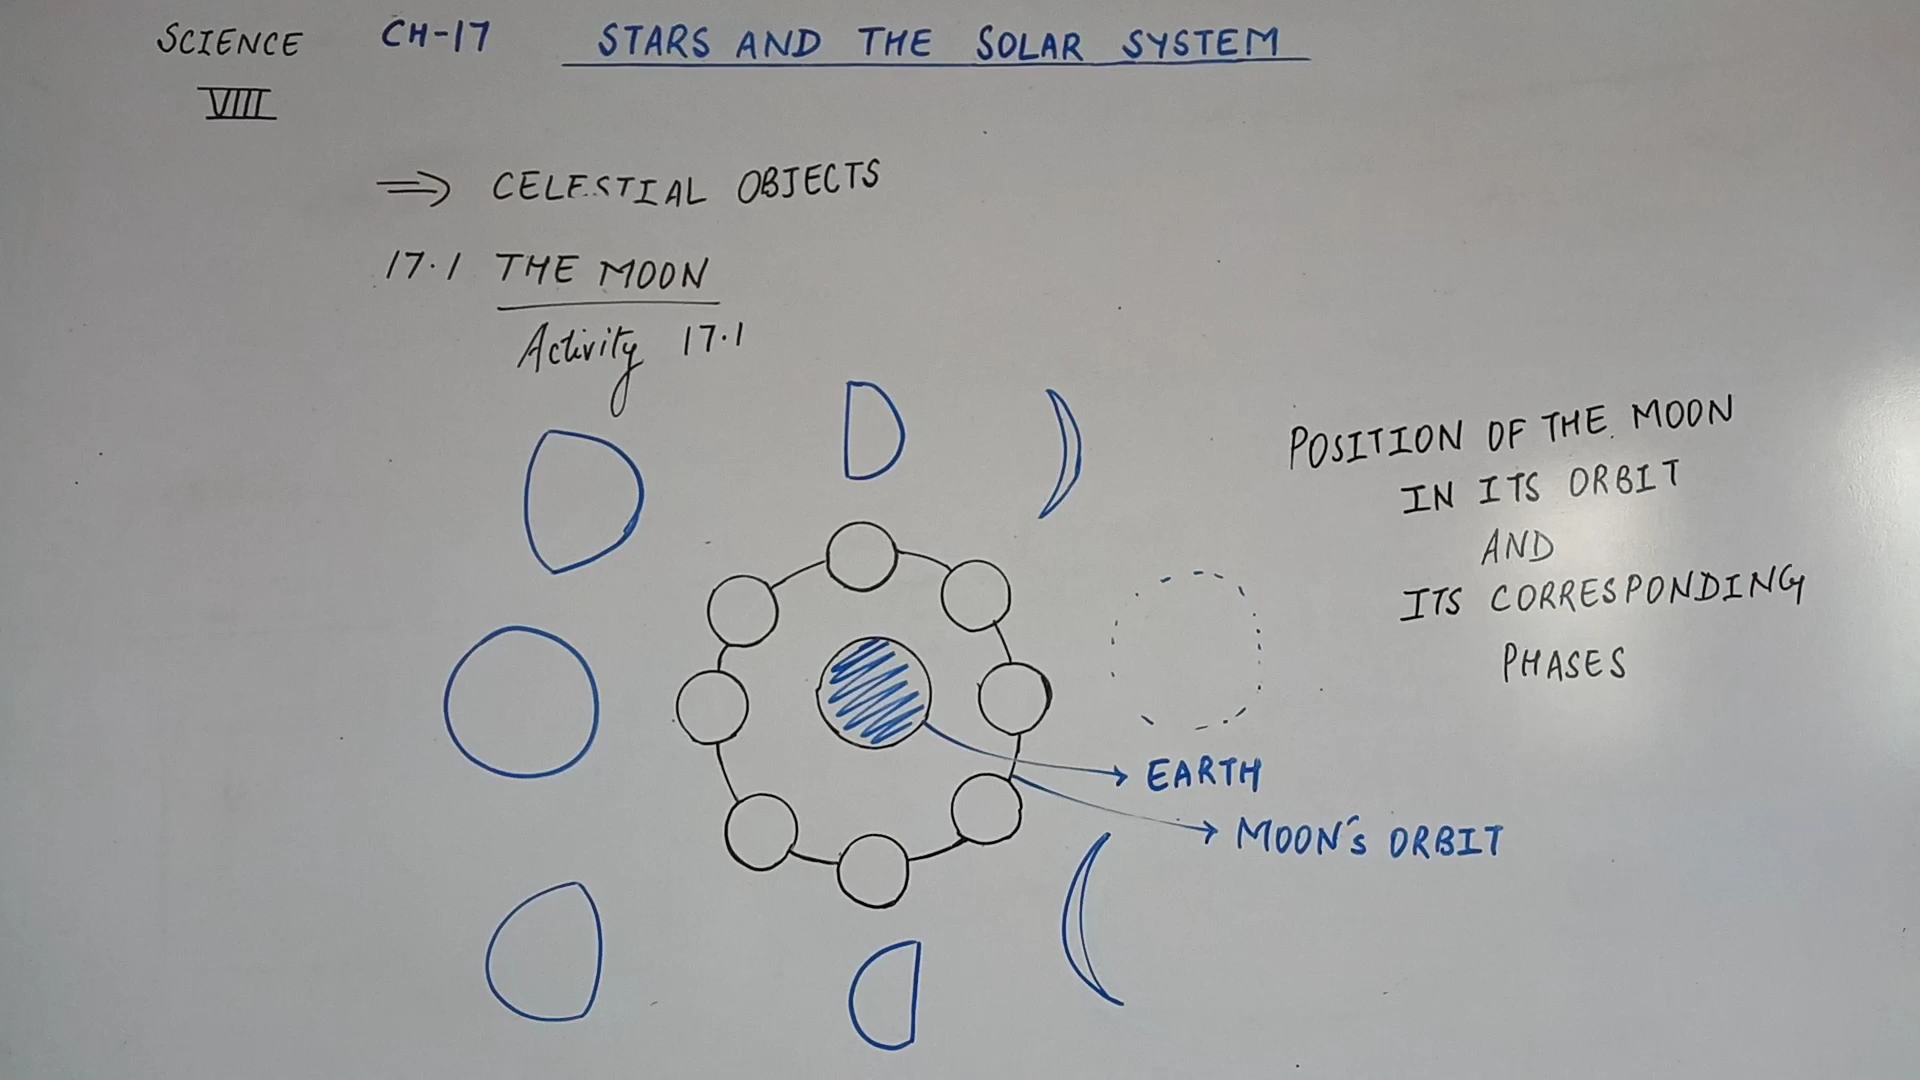 SCIENCE CH-17 STARS AND THE SOLAR SYSTEM
VIII
⇒ CELESTIAL OBJECTS
17.1 THE MOON
Activity 17.1
POSITION OF THE MOON
IN ITS ORBIT
AND
ITS CORRESPONDING
PHASES
EARTH
MOON'S ORBIT